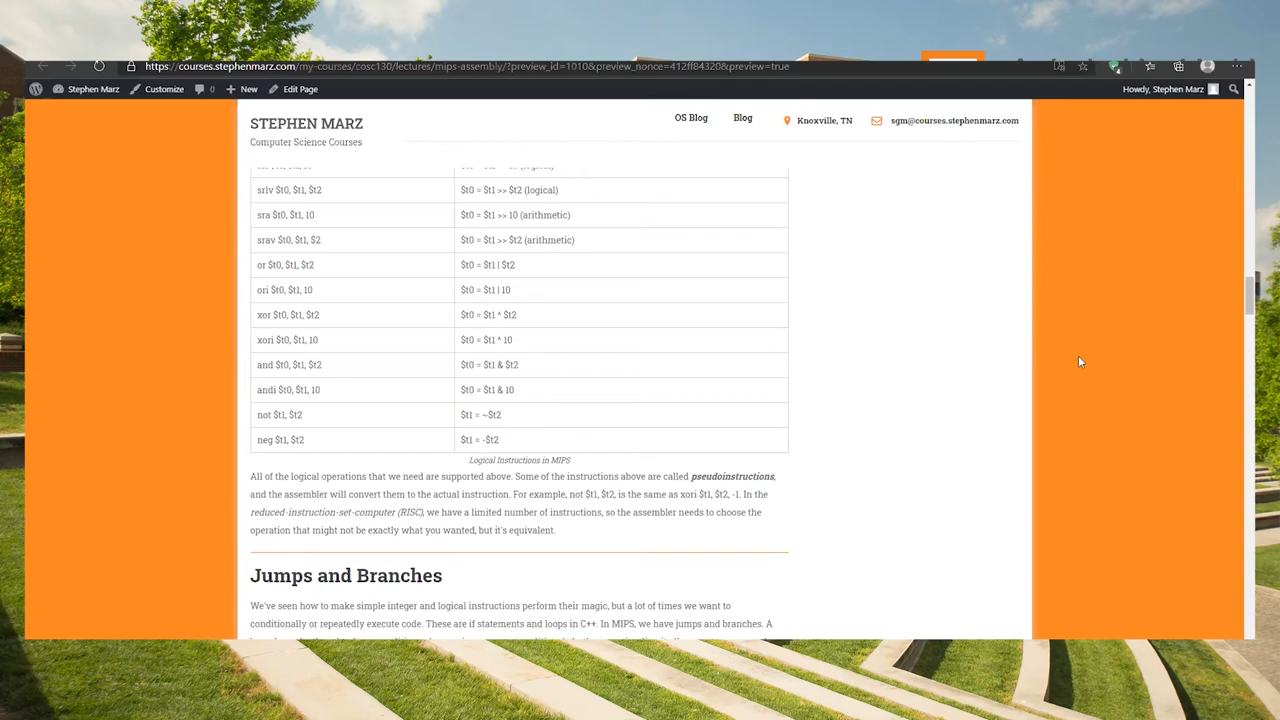 https://courses.stephenmarz.com/my-courses/cosc130/lectures/mips-assembly/?preview_id=1010&preview_nonce=412ff84320&preview=true
Stephen Marz Customize 0 New Edit Page Howdy, Stephen Marz
STEPHEN MARZ
Computer Science Courses
OS Blog Blog Knoxville, TN sgm@courses.stephenmarz.com
srlv $t0, $t1, $t2 $t0 = $t1 >> $t2 (logical)
sra $t0, $t1, 10 $t0 = $t1 >> 10 (arithmetic)
srav $t0, $t1, $2 $t0 = $t1 >> $t2 (arithmetic)
or $t0, $t1, $t2 $t0 = $t1 | $t2
ori $t0, $t1, 10 $t0 = $t1 | 10
xor $t0, $t1, $t2 $t0 = $t1 ^ $t2
xori $t0, $t1, 10 $t0 = $t1 ^ 10
and $t0, $t1, $t2 $t0 = $t1 & $t2
andi $t0, $t1, 10 $t0 = $t1 & 10
not $t1, $t2 $t1 = ~$t2
neg $t1, $t2 $t1 = -$t2
Logical Instructions in MIPS
All of the logical operations that we need are supported above. Some of the instructions above are called pseudoinstructions,
and the assembler will convert them to the actual instruction. For example, not $t1, $t2, is the same as xori $t1, $t2, -1. In the
reduced-instruction-set-computer (RISC), we have a limited number of instructions, so the assembler needs to choose the
operation that might not be exactly what you wanted, but it's equivalent.
Jumps and Branches
We've seen how to make simple integer and logical instructions perform their magic, but a lot of times we want to
conditionally or repeatedly execute code. These are if statements and loops in C++. In MIPS, we have jumps and branches. A